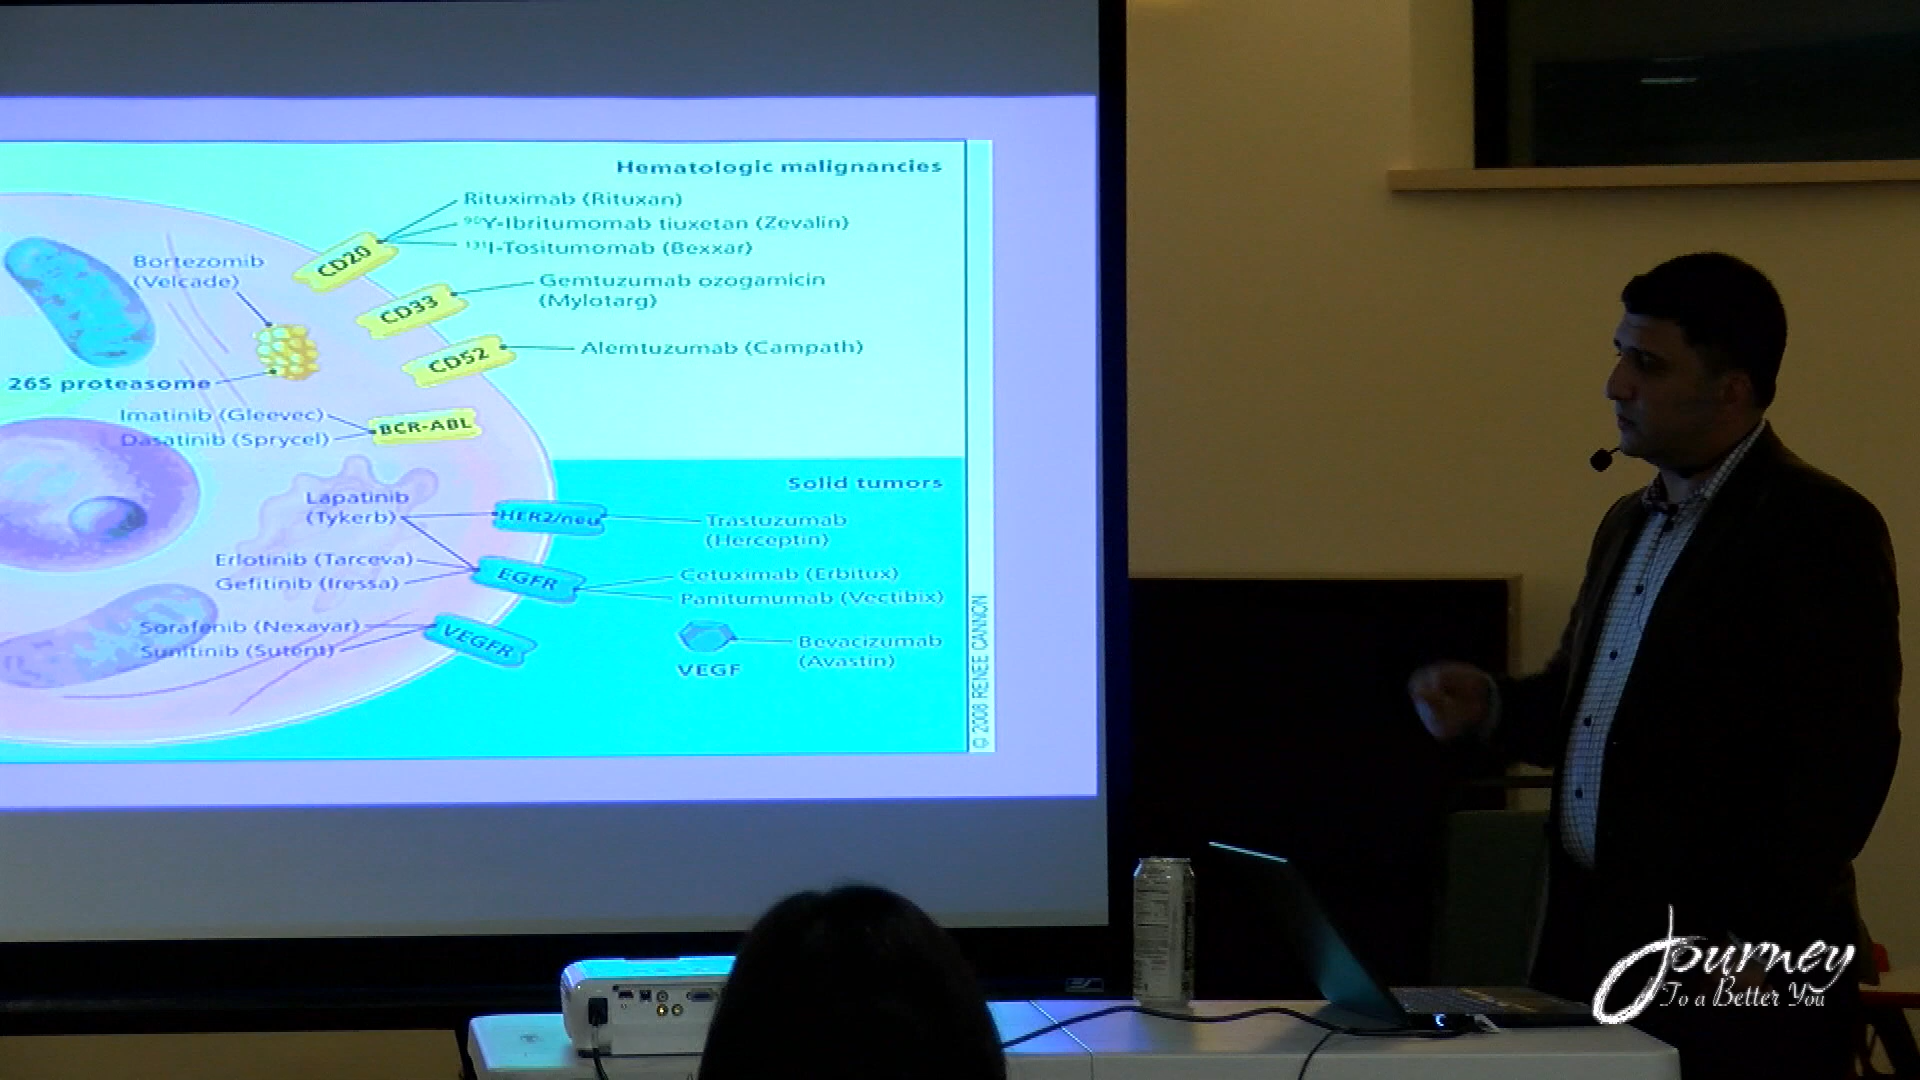 Hematologic malignancies
Rituximab (Rituxan)
⁹⁰Y-Ibritumomab tiuxetan (Zevalin)
¹³¹I-Tositumomab (Bexxar)
CD20
Bortezomib
(Velcade)
Gemtuzumab ozogamicin
(Mylotarg)
CD33
Alemtuzumab (Campath)
CD52
26S proteasome
Imatinib (Gleevec)
Dasatinib (Sprycel)
BCR-ABL
Solid tumors
Lapatinib
(Tykerb)
HER2/neu
Trastuzumab
(Herceptin)
Erlotinib (Tarceva)
Gefitinib (Iressa)
EGFR
Cetuximab (Erbitux)
Panitumumab (Vectibix)
Sorafenib (Nexavar)
Sunitinib (Sutent)
VEGFR
VEGF
Bevacizumab
(Avastin)
© 2008 RENEE CANNON
Journey
To a Better You